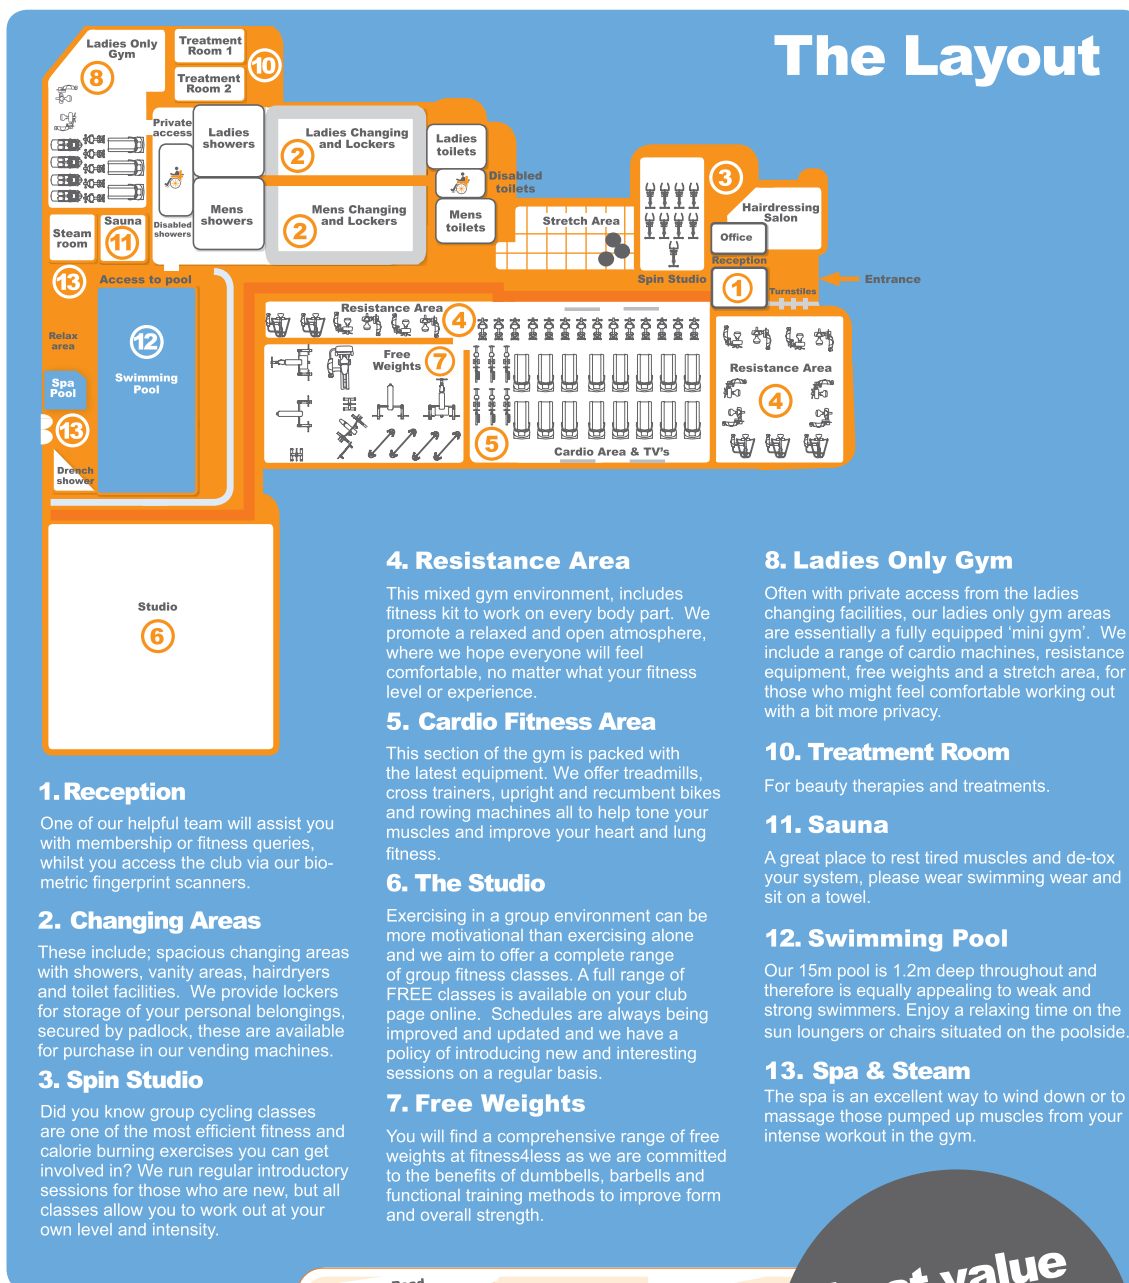 The Layout
Ladies Only
Gym
8
Treatment
Room 1
10
Treatment
Room 2
Private
access
Ladies
showers
Ladies Changing
and Lockers
2
Ladies
toilets
Disabled
toilets
Mens
showers
Mens Changing
and Lockers
2
Mens
toilets
Disabled
showers
Steam
room
Sauna
11
Stretch Area
3
Spin Studio
Hairdressing
Salon
Office
Reception
1
Turnstiles
Entrance
13
Access to pool
Relax
area
12
Swimming
Pool
Spa
Pool
13
Drench
shower
Resistance Area
4
Free
Weights
7
5
Cardio Area & TV's
Resistance Area
4
Studio
6
1. Reception
One of our helpful team will assist you
with membership or fitness queries,
whilst you access the club via our bio-
metric fingerprint scanners.
2. Changing Areas
These include; spacious changing areas
with showers, vanity areas, hairdryers
and toilet facilities. We provide lockers
for storage of your personal belongings,
secured by padlock, these are available
for purchase in our vending machines.
3. Spin Studio
Did you know group cycling classes
are one of the most efficient fitness and
calorie burning exercises you can get
involved in? We run regular introductory
sessions for those who are new, but all
classes allow you to work out at your
own level and intensity.
4. Resistance Area
This mixed gym environment, includes
fitness kit to work on every body part. We
promote a relaxed and open atmosphere,
where we hope everyone will feel
comfortable, no matter what your fitness
level or experience.
5. Cardio Fitness Area
This section of the gym is packed with
the latest equipment. We offer treadmills,
cross trainers, upright and recumbent bikes
and rowing machines all to help tone your
muscles and improve your heart and lung
fitness.
6. The Studio
Exercising in a group environment can be
more motivational than exercising alone
and we aim to offer a complete range
of group fitness classes. A full range of
FREE classes is available on your club
page online. Schedules are always being
improved and updated and we have a
policy of introducing new and interesting
sessions on a regular basis.
7. Free Weights
You will find a comprehensive range of free
weights at fitness4less as we are committed
to the benefits of dumbbells, barbells and
functional training methods to improve form
and overall strength.
8. Ladies Only Gym
Often with private access from the ladies
changing facilities, our ladies only gym areas
are essentially a fully equipped 'mini gym'. We
include a range of cardio machines, resistance
equipment, free weights and a stretch area, for
those who might feel comfortable working out
with a bit more privacy.
10. Treatment Room
For beauty therapies and treatments.
11. Sauna
A great place to rest tired muscles and de-tox
your system, please wear swimming wear and
sit on a towel.
12. Swimming Pool
Our 15m pool is 1.2m deep throughout and
therefore is equally appealing to weak and
strong swimmers. Enjoy a relaxing time on the
sun loungers or chairs situated on the poolside.
13. Spa & Steam
The spa is an excellent way to wind down or to
massage those pumped up muscles from your
intense workout in the gym.
value